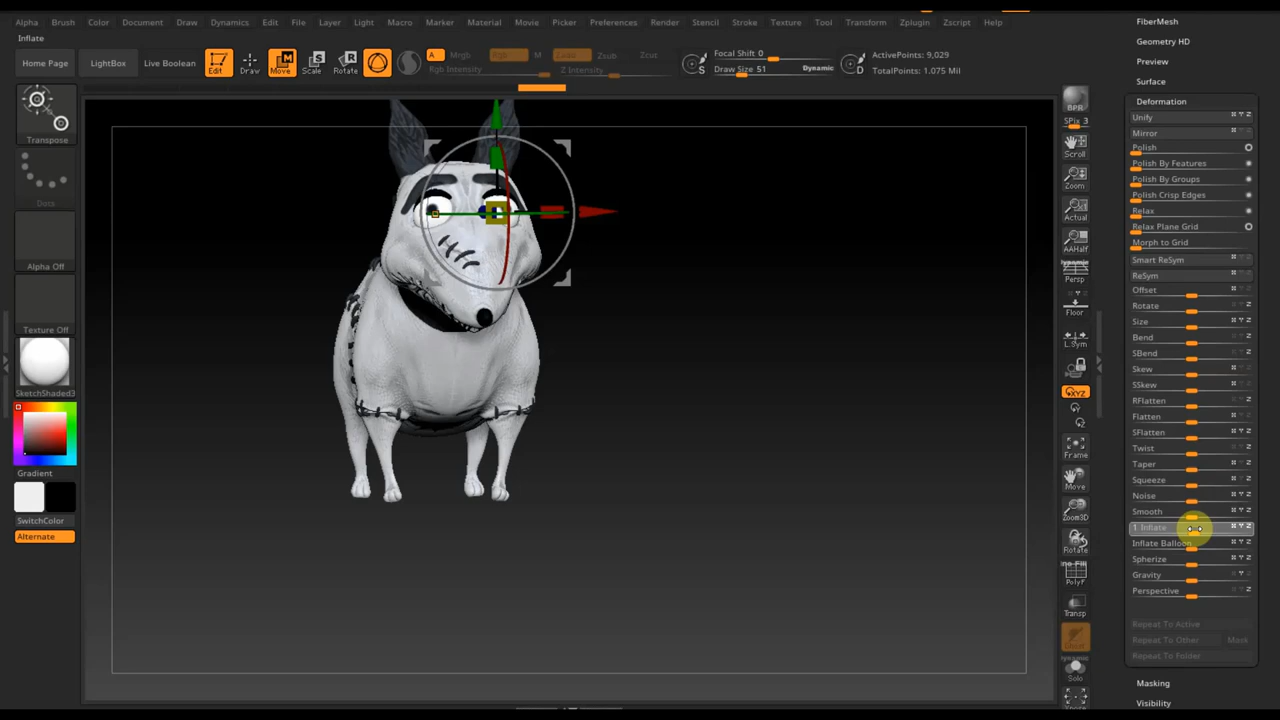 Alpha Brush Color Document Draw Dynamics Edit File Layer Light Macro Marker Material Movie Picker Preferences Render Stencil Stroke Texture Tool Transform Zplugin Zscript Help
Inflate
Home Page LightBox Live Boolean Edit Draw Move Scale Rotate
A Mrgb Rgb M Zadd Zsub Zcut
Rgb Intensity Z Intensity
Focal Shift 0
Draw Size 51 Dynamic
ActivePoints: 9,029
TotalPoints: 1.075 Mil
Transpose
Dots
Alpha Off
Texture Off
SketchShaded3
Gradient
SwitchColor
Alternate
BPR
SPix 3
Scroll
Zoom
Actual
AAHalf
Dynamic
Persp
Floor
L.Sym
XYZ
Frame
Move
Zoom3D
Rotate
PolyF
Transp
Dynamic
Solo
FiberMesh
Geometry HD
Preview
Surface
Deformation
Unify
Mirror
Polish
Polish By Features
Polish By Groups
Polish Crisp Edges
Relax
Relax Plane Grid
Morph to Grid
Smart ReSym
ReSym
Offset
Rotate
Size
Bend
SBend
Skew
SSkew
RFlatten
Flatten
SFlatten
Twist
Taper
Squeeze
Noise
Smooth
1 Inflate
Inflate Balloon
Spherize
Gravity
Perspective
Repeat To Active
Repeat To Other Mask
Repeat To Folder
Masking
Visibility